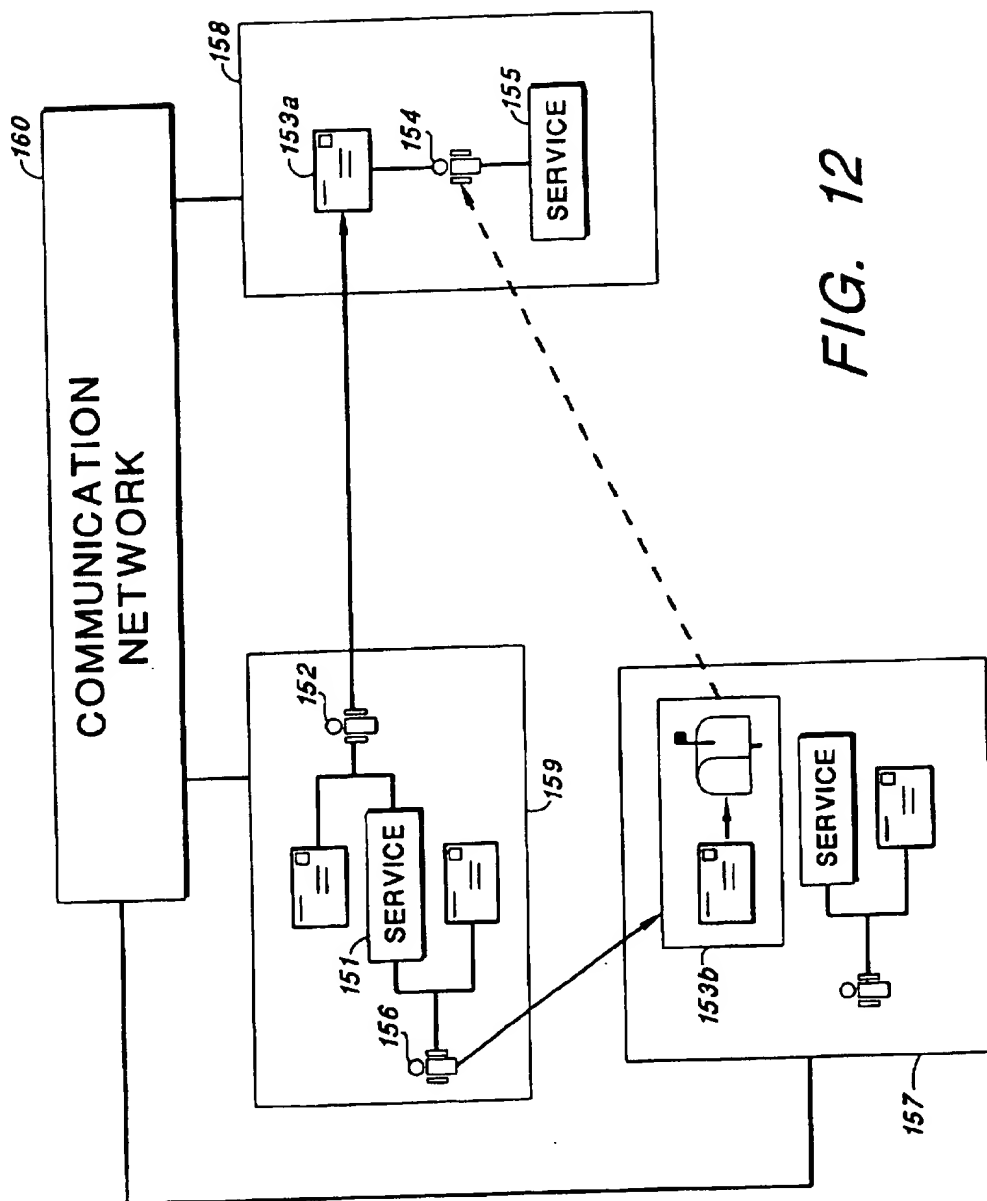 160
COMMUNICATION
NETWORK
158
153a
154
155
SERVICE
152
159
151
SERVICE
156
153b
SERVICE
157
FIG. 12